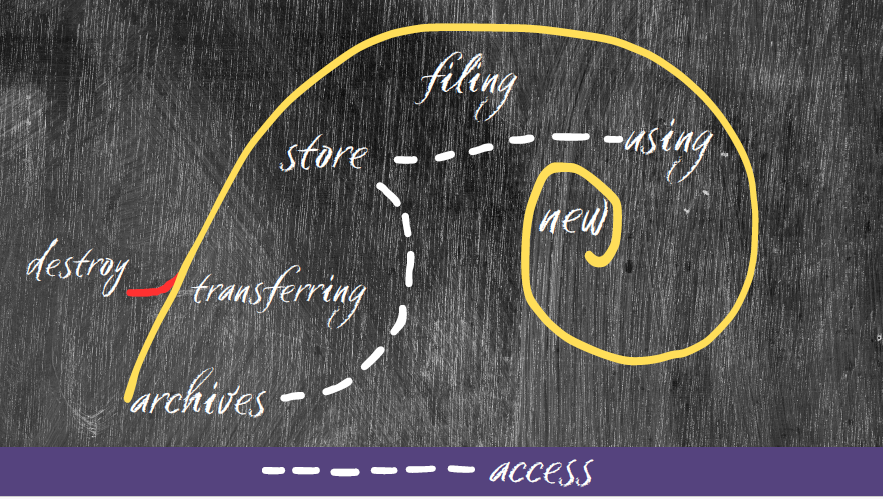 filing
using
store
new
destroy
transferring
archives
access